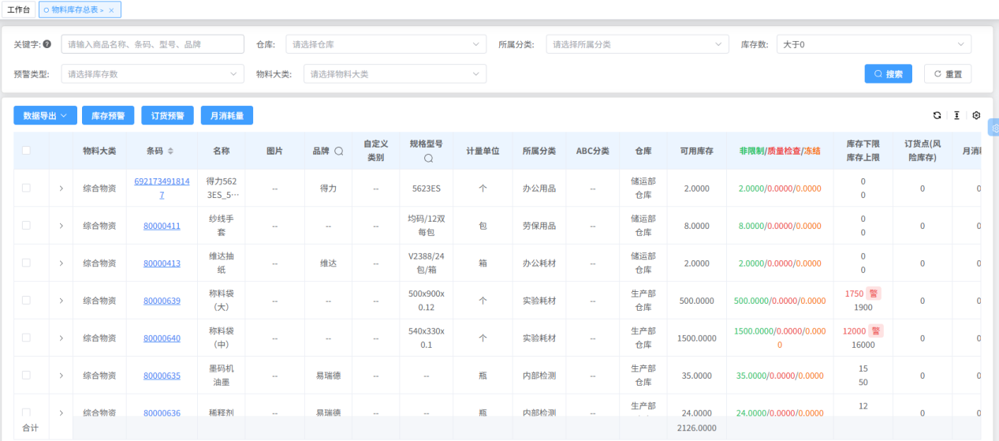 工作台
物料库存总表 >
关键字:
请输入商品名称、条码、型号、品牌
仓库:
请选择仓库
所属分类:
请选择所属分类
库存数:
大于0
预警类型:
请选择库存数
物料大类:
请选择物料大类
搜索
重置
数据导出
库存预警
订货预警
月消耗量
物料大类
条码
名称
图片
品牌
自定义
类别
规格型号
计量单位
所属分类
ABC分类
仓库
可用库存
非限制/质量检查/冻结
库存下限
库存上限
订货点(风
险库存)
月消
综合物资
692173491814
7
得力562
3ES_5…
--
得力
--
5623ES
个
办公用品
--
储运部
仓库
2.0000
2.0000/0.0000/0.0000
0
0
0
0
综合物资
80000411
纱线手
套
--
--
--
均码/12双
每包
包
劳保用品
--
储运部
仓库
8.0000
8.0000/0.0000/0.0000
0
0
0
0
综合物资
80000413
维达抽
纸
--
维达
--
V2388/24
包/箱
箱
办公耗材
--
储运部
仓库
2.0000
2.0000/0.0000/0.0000
0
0
0
0
综合物资
80000639
称料袋
（大）
--
--
--
500x900x
0.12
个
实验耗材
--
生产部
仓库
500.0000
500.0000/0.0000/0.0000
1750 警
1900
0
0
综合物资
80000640
称料袋
（中）
--
--
--
540x330x
0.1
个
实验耗材
--
生产部
仓库
1500.0000
1500.0000/0.0000/0.000
0
12000 警
16000
0
0
综合物资
80000635
墨码机
油墨
--
易瑞德
--
--
瓶
内部检测
--
生产部
仓库
35.0000
35.0000/0.0000/0.0000
15
50
0
0
综合物资
80000636
稀释剂
--
易瑞德
--
--
瓶
内部检测
--
生产部
24.0000
24.0000/0.0000/0.0000
12
0
0
合计
2126.0000